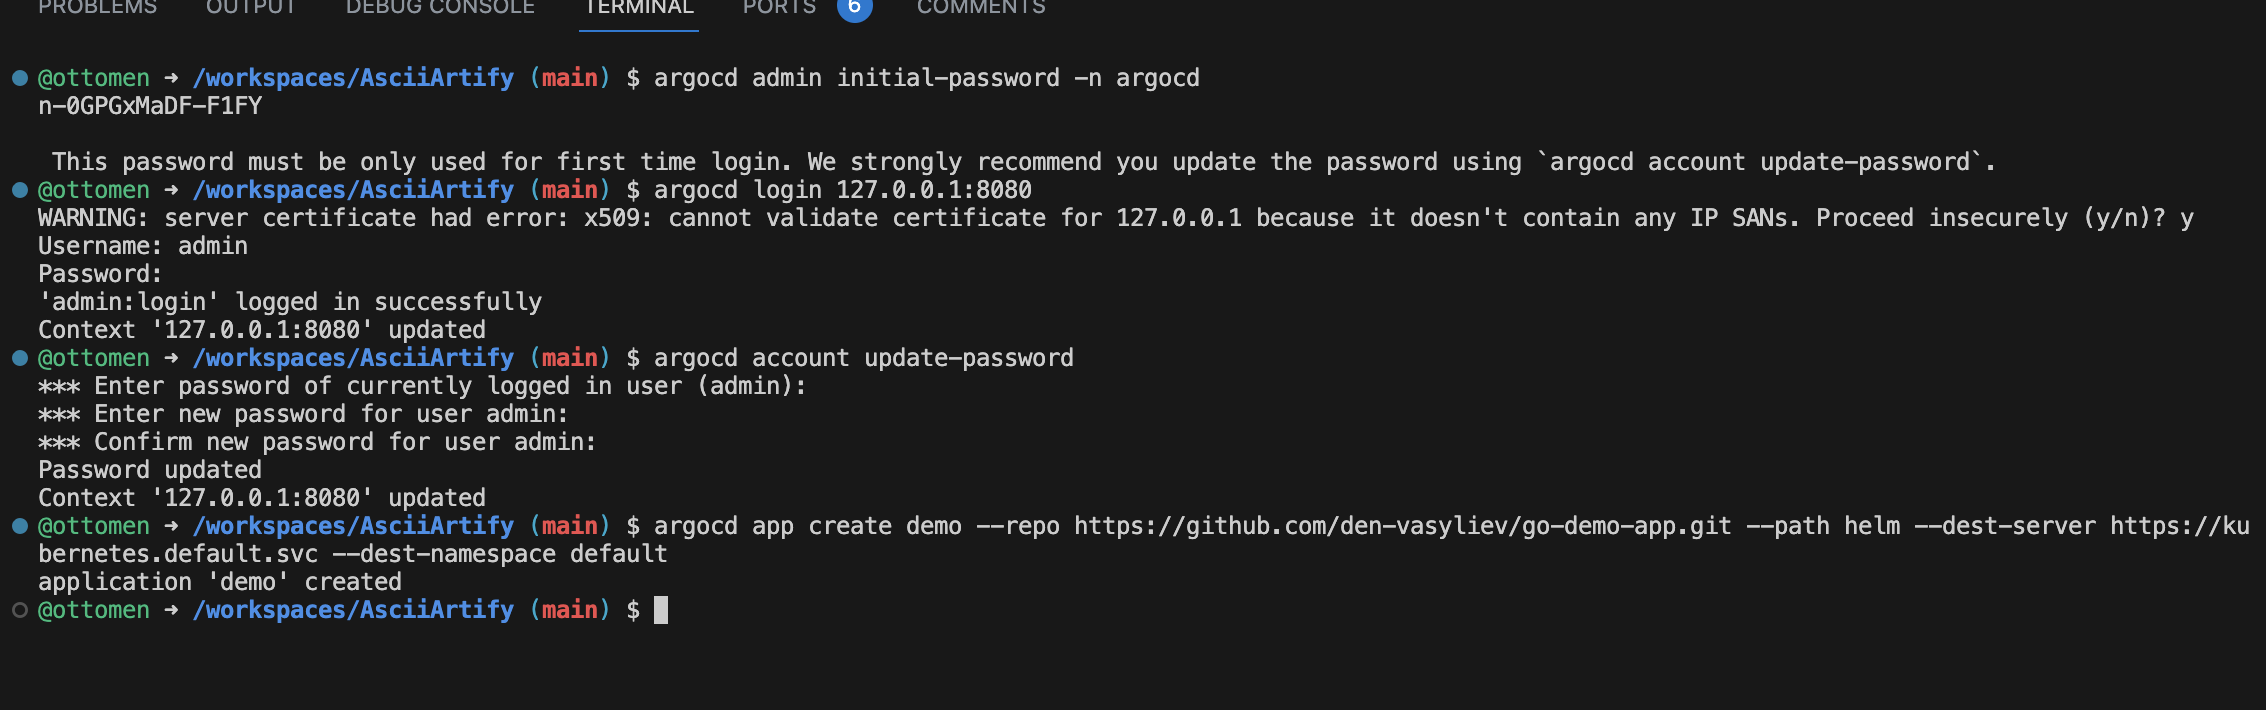 PROBLEMS OUTPUT DEBUG CONSOLE TERMINAL PORTS 6 COMMENTS
@ottomen → /workspaces/AsciiArtify (main) $ argocd admin initial-password -n argocd
n-0GPGxMaDF-F1FY
This password must be only used for first time login. We strongly recommend you update the password using `argocd account update-password`.
@ottomen → /workspaces/AsciiArtify (main) $ argocd login 127.0.0.1:8080
WARNING: server certificate had error: x509: cannot validate certificate for 127.0.0.1 because it doesn't contain any IP SANs. Proceed insecurely (y/n)? y
Username: admin
Password:
'admin:login' logged in successfully
Context '127.0.0.1:8080' updated
@ottomen → /workspaces/AsciiArtify (main) $ argocd account update-password
*** Enter password of currently logged in user (admin):
*** Enter new password for user admin:
*** Confirm new password for user admin:
Password updated
Context '127.0.0.1:8080' updated
@ottomen → /workspaces/AsciiArtify (main) $ argocd app create demo --repo https://github.com/den-vasyliev/go-demo-app.git --path helm --dest-server https://ku
bernetes.default.svc --dest-namespace default
application 'demo' created
@ottomen → /workspaces/AsciiArtify (main) $